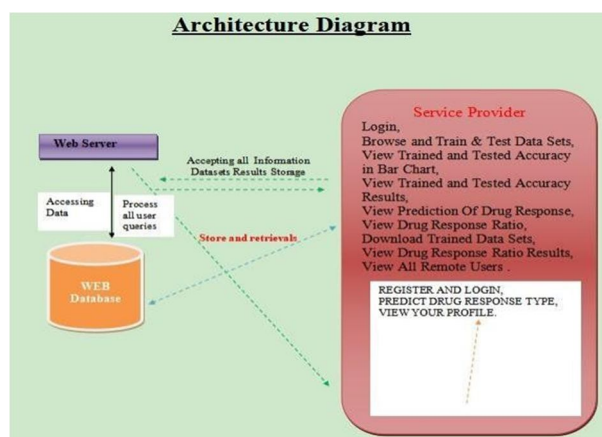 Architecture Diagram
Service Provider
Login,
Browse and Train & Test Data Sets,
View Trained and Tested Accuracy
in Bar Chart,
View Trained and Tested Accuracy
Results,
View Prediction Of Drug Response,
View Drug Response Ratio,
Download Trained Data Sets,
View Drug Response Ratio Results,
View All Remote Users .
REGISTER AND LOGIN,
PREDICT DRUG RESPONSE TYPE,
VIEW YOUR PROFILE.
Web Server
Accepting all Information
Datasets Results Storage
Accessing
Data
Process
all user
queries
Store and retrievals
WEB
Database